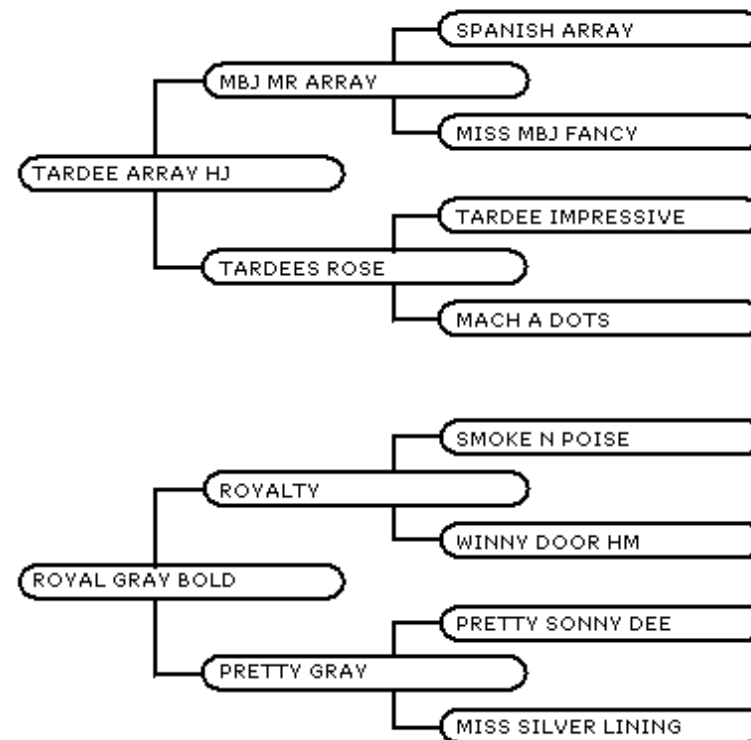 SPANISH ARRAY
MBJ MR ARRAY
MISS MBJ FANCY
TARDEE ARRAY HJ
TARDEE IMPRESSIVE
TARDEES ROSE
MACH A DOTS
SMOKE N POISE
ROYALTY
WINNY DOOR HM
ROYAL GRAY BOLD
PRETTY SONNY DEE
PRETTY GRAY
MISS SILVER LINING